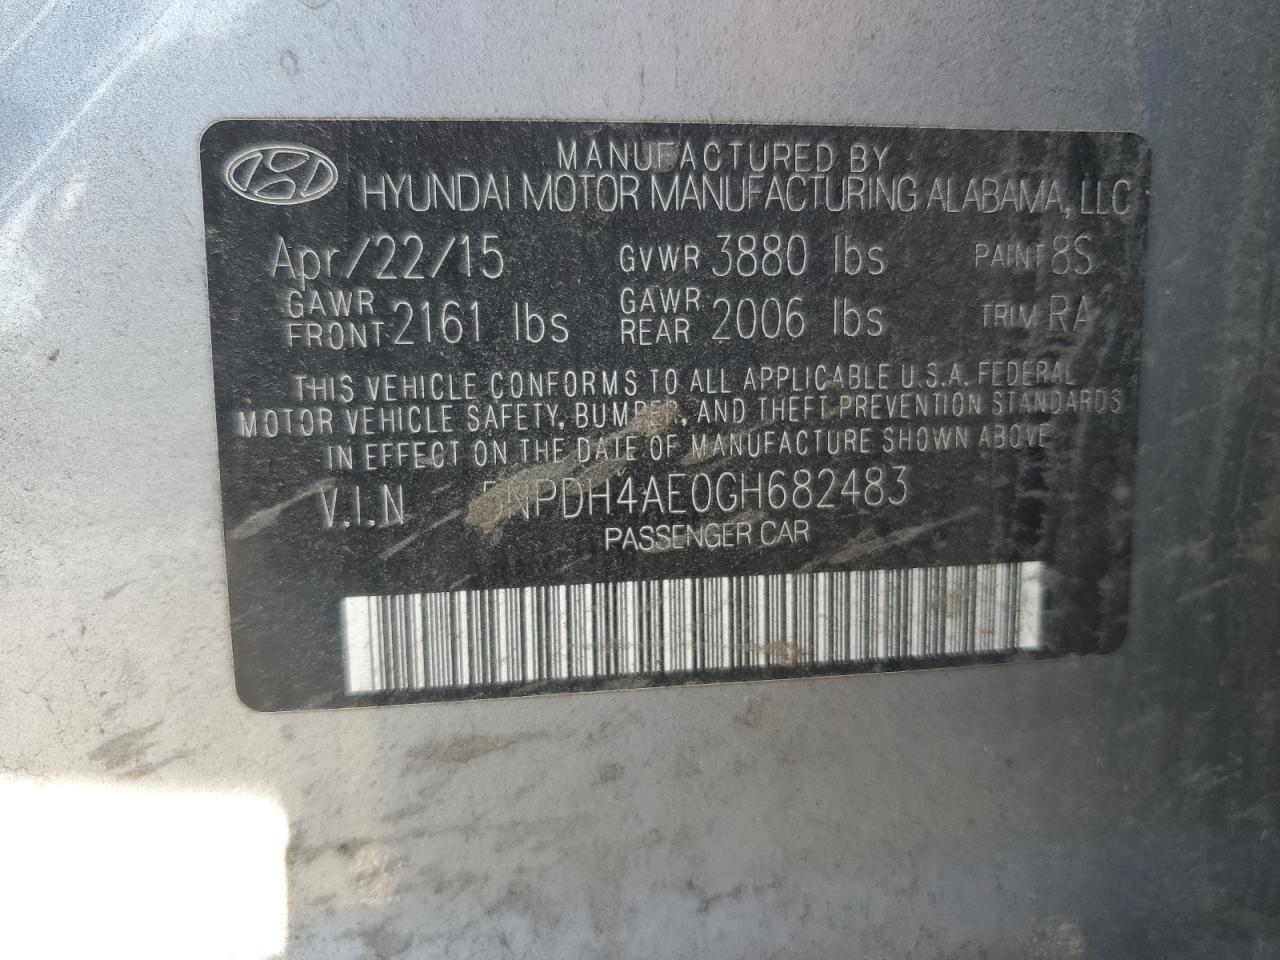 MANUFACTURED BY
HYUNDAI MOTOR MANUFACTURING ALABAMA, LLC
Apr/22/15 GVWR 3880 lbs PAINT 8S
GAWR FRONT 2161 lbs GAWR REAR 2006 lbs TRIM RA
THIS VEHICLE CONFORMS TO ALL APPLICABLE U.S.A. FEDERAL
MOTOR VEHICLE SAFETY, BUMPER, AND THEFT PREVENTION STANDARDS
IN EFFECT ON THE DATE OF MANUFACTURE SHOWN ABOVE
V.I.N 5NPDH4AE0GH682483
PASSENGER CAR